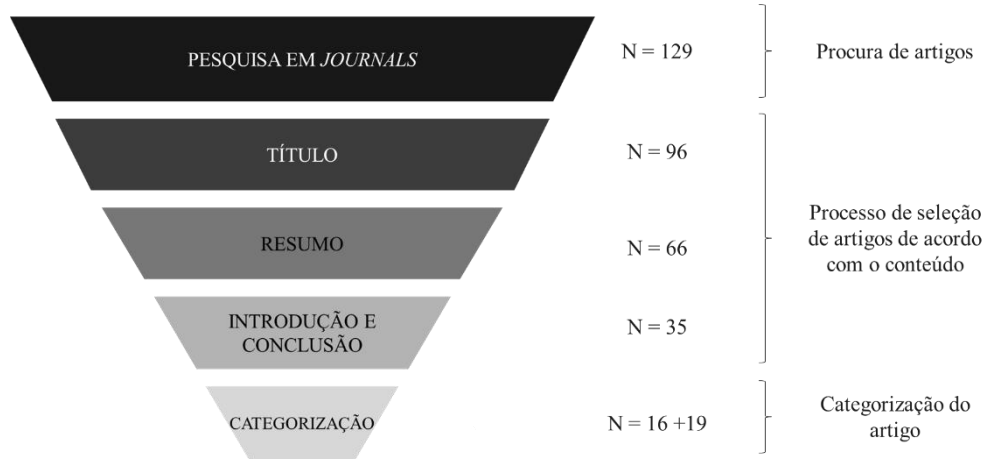 PESQUISA EM JOURNALS
N = 129
Procura de artigos
TÍTULO
N = 96
RESUMO
N = 66
Processo de seleção
de artigos de acordo
com o conteúdo
INTRODUÇÃO E
CONCLUSÃO
N = 35
CATEGORIZAÇÃO
N = 16 +19
Categorização do
artigo